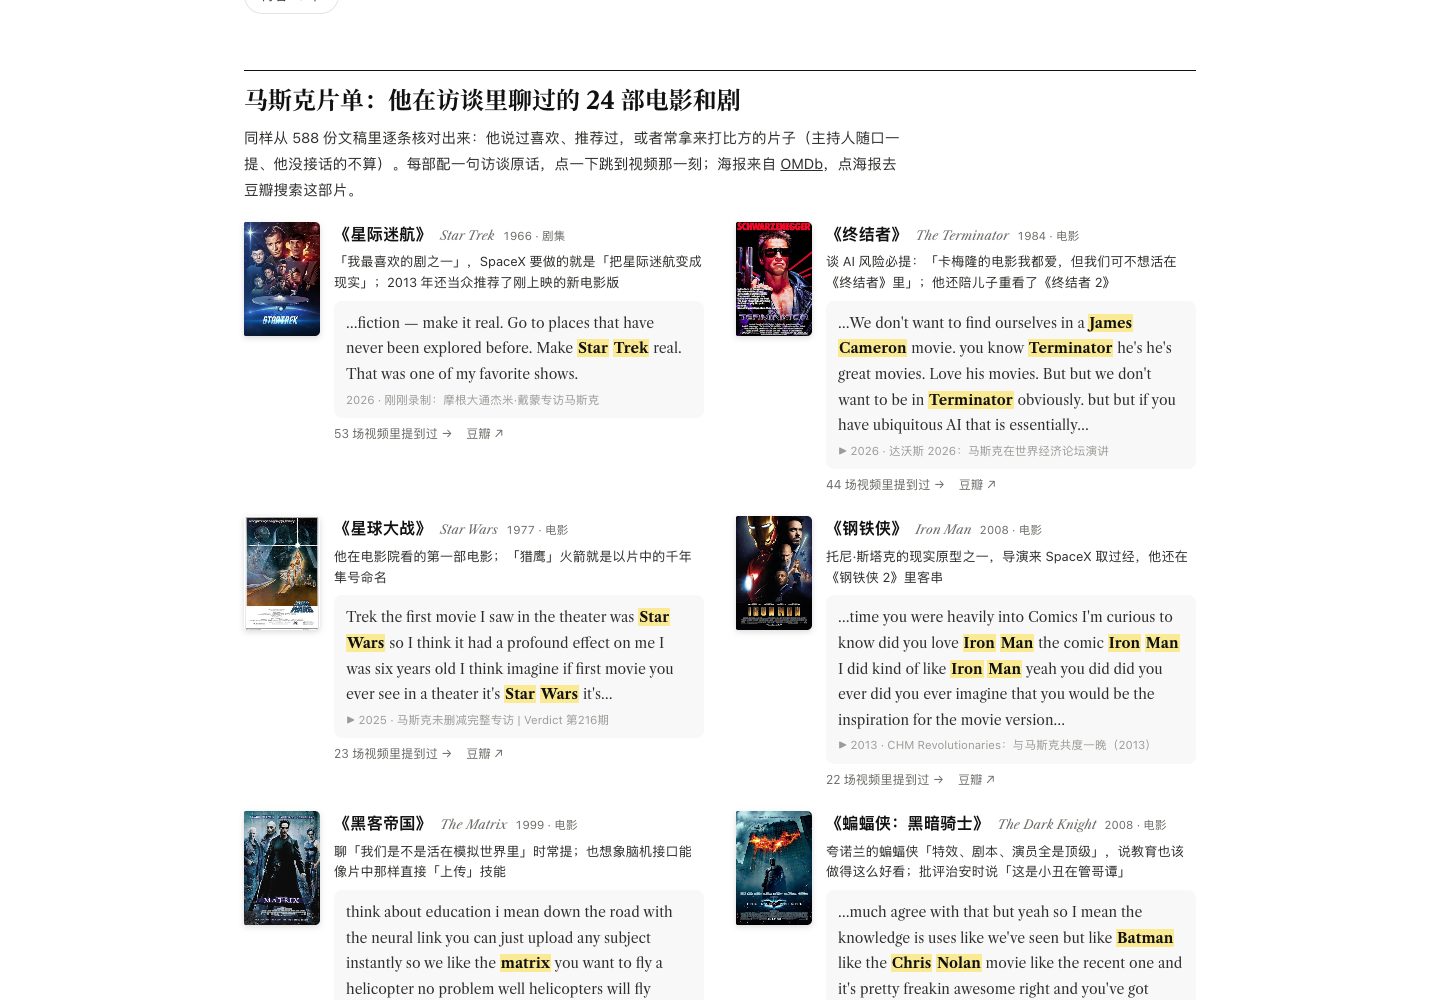 马斯克片单：他在访谈里聊过的 24 部电影和剧
同样从 588 份文稿里逐条核对出来：他说过喜欢、推荐过，或者常拿来打比方的片子（主持人随口一
提、他没接话的不算）。每部配一句访谈原话，点一下跳到视频那一刻；海报来自 OMDb，点海报去
豆瓣搜索这部片。
STAR TREK
《星际迷航》 Star Trek 1966 · 剧集
「我最喜欢的剧之一」，SpaceX 要做的就是「把星际迷航变成
现实」；2013 年还当众推荐了刚上映的新电影版
...fiction — make it real. Go to places that have
never been explored before. Make Star Trek real.
That was one of my favorite shows.
2026 · 刚刚录制：摩根大通杰米·戴蒙专访马斯克
53 场视频里提到过 → 豆瓣 ↗
SCHWARZENEGGER
TERMINATOR
《终结者》 The Terminator 1984 · 电影
谈 AI 风险必提：「卡梅隆的电影我都爱，但我们可不想活在
《终结者》里」；他还陪儿子重看了《终结者 2》
...We don't want to find ourselves in a James
Cameron movie. you know Terminator he's he's
great movies. Love his movies. But but we don't
want to be in Terminator obviously. but but if you
have ubiquitous AI that is essentially...
▶ 2026 · 达沃斯 2026：马斯克在世界经济论坛演讲
44 场视频里提到过 → 豆瓣 ↗
《星球大战》 Star Wars 1977 · 电影
他在电影院看的第一部电影；「猎鹰」火箭就是以片中的千年
隼号命名
Trek the first movie I saw in the theater was Star
Wars so I think it had a profound effect on me I
was six years old I think imagine if first movie you
ever see in a theater it's Star Wars it's...
▶ 2025 · 马斯克未删减完整专访 | Verdict 第216期
23 场视频里提到过 → 豆瓣 ↗
IRON MAN
《钢铁侠》 Iron Man 2008 · 电影
托尼·斯塔克的现实原型之一，导演来 SpaceX 取过经，他还在
《钢铁侠 2》里客串
...time you were heavily into Comics I'm curious to
know did you love Iron Man the comic Iron Man
I did kind of like Iron Man yeah you did did you
ever did you ever imagine that you would be the
inspiration for the movie version...
▶ 2013 · CHM Revolutionaries：与马斯克共度一晚（2013）
22 场视频里提到过 → 豆瓣 ↗
MATRIX
《黑客帝国》 The Matrix 1999 · 电影
聊「我们是不是活在模拟世界里」时常提；也想象脑机接口能
像片中那样直接「上传」技能
think about education i mean down the road with
the neural link you can just upload any subject
instantly so we like the matrix you want to fly a
helicopter no problem well helicopters will fly
《蝙蝠侠：黑暗骑士》 The Dark Knight 2008 · 电影
夸诺兰的蝙蝠侠「特效、剧本、演员全是顶级」，说教育也该
做得这么好看；批评治安时说「这是小丑在管哥谭」
...much agree with that but yeah so I mean the
knowledge is uses like we've seen but like Batman
like the Chris Nolan movie like the recent one and
it's pretty freakin awesome right and you've got